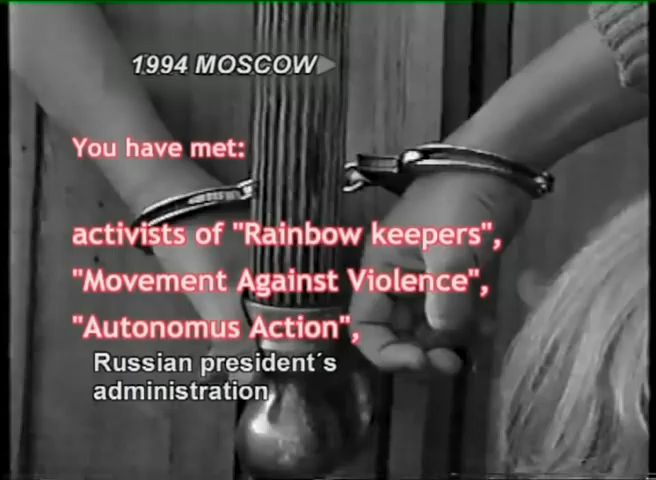 1994 MOSCOW
You have met:
activists of "Rainbow keepers",
"Movement Against Violence",
"Autonomus Action",
Russian president´s
administration